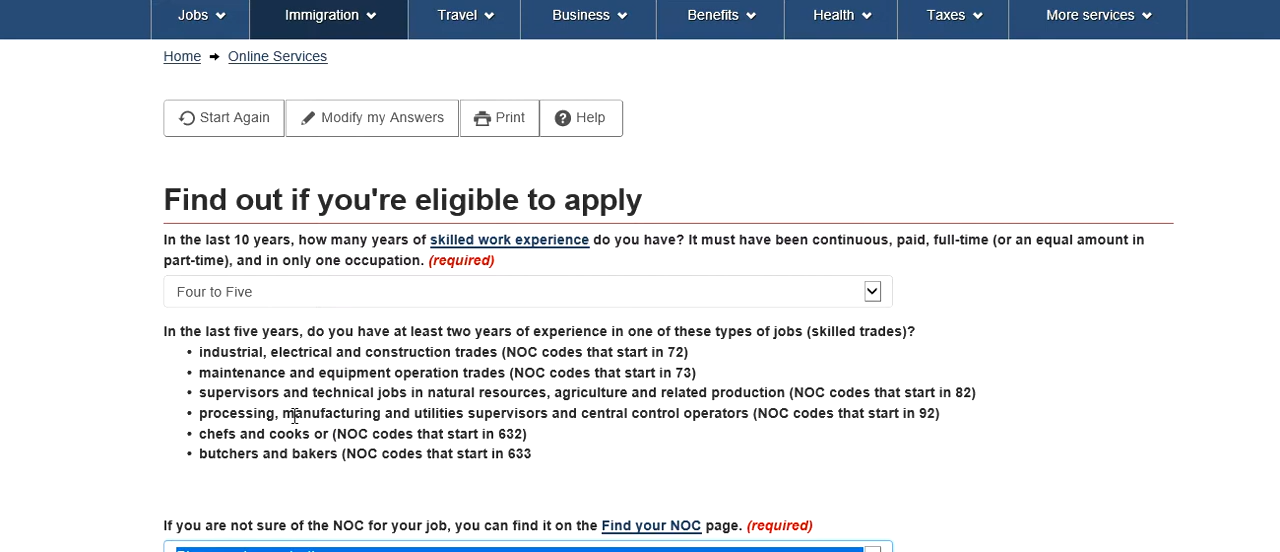 Jobs Immigration Travel Business Benefits Health Taxes More services
Home Online Services
Start Again Modify my Answers Print Help
Find out if you're eligible to apply
In the last 10 years, how many years of skilled work experience do you have? It must have been continuous, paid, full-time (or an equal amount in
part-time), and in only one occupation. (required)
Four to Five
In the last five years, do you have at least two years of experience in one of these types of jobs (skilled trades)?
• industrial, electrical and construction trades (NOC codes that start in 72)
• maintenance and equipment operation trades (NOC codes that start in 73)
• supervisors and technical jobs in natural resources, agriculture and related production (NOC codes that start in 82)
• processing, manufacturing and utilities supervisors and central control operators (NOC codes that start in 92)
• chefs and cooks or (NOC codes that start in 632)
• butchers and bakers (NOC codes that start in 633
If you are not sure of the NOC for your job, you can find it on the Find your NOC page. (required)